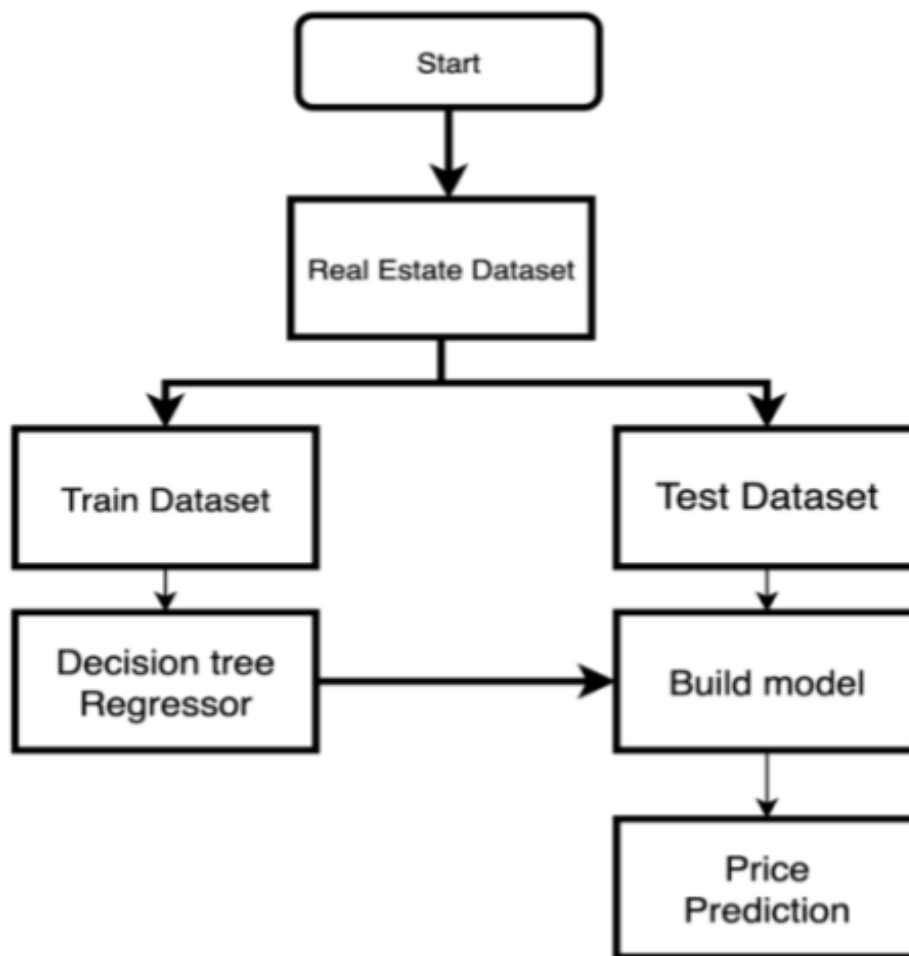 Start
Real Estate Dataset
Train Dataset
Test Dataset
Decision tree
Regressor
Build model
Price
Prediction